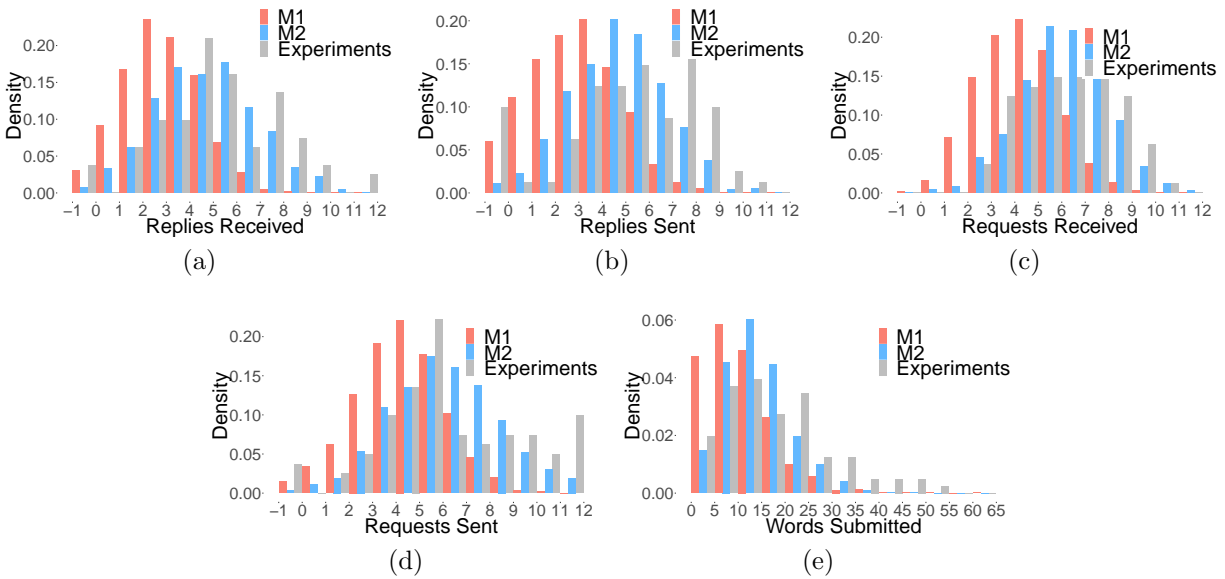 M1
M2
Experiments
Density
0.20
0.15
0.10
0.05
0.00
−1 0 1 2 3 4 5 6 7 8 9 10 11 12
Replies Received
(a)
M1
M2
Experiments
Density
0.20
0.15
0.10
0.05
0.00
−1 0 1 2 3 4 5 6 7 8 9 10 11 12
Replies Sent
(b)
M1
M2
Experiments
Density
0.20
0.15
0.10
0.05
0.00
−1 0 1 2 3 4 5 6 7 8 9 10 11 12
Requests Received
(c)
M1
M2
Experiments
Density
0.20
0.15
0.10
0.05
0.00
−1 0 1 2 3 4 5 6 7 8 9 10 11 12
Requests Sent
(d)
M1
M2
Experiments
Density
0.06
0.04
0.02
0.00
0 5 10 15 20 25 30 35 40 45 50 55 60 65
Words Submitted
(e)